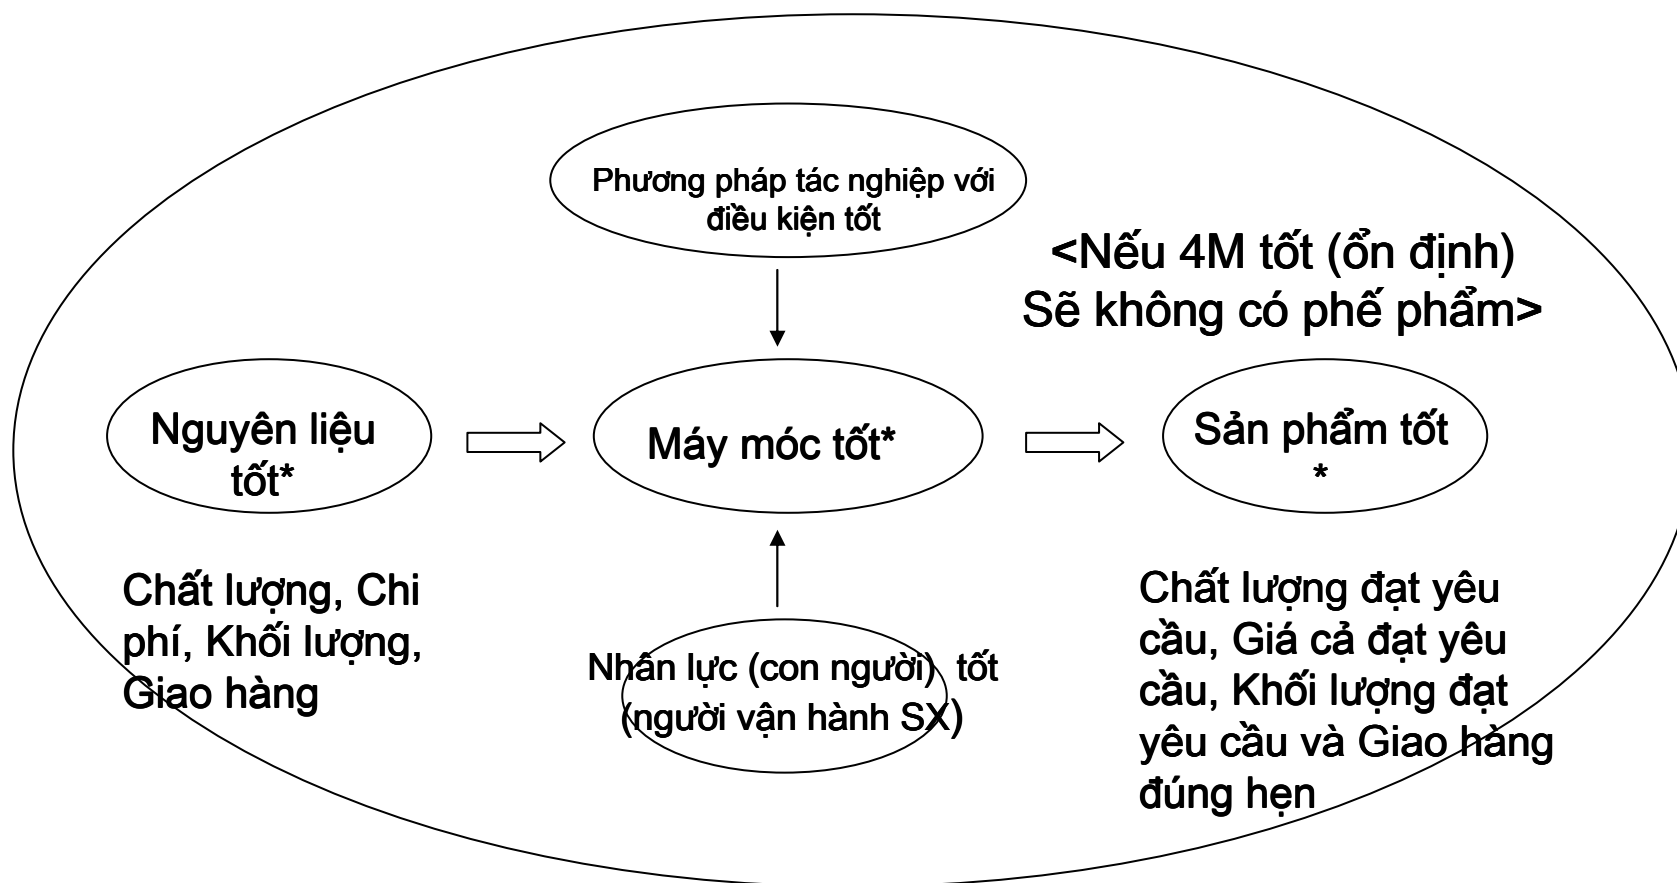 Phương pháp tác nghiệp với
điều kiện tốt
<Nếu 4M tốt (ổn định)
Sẽ không có phế phẩm>
Nguyên liệu
tốt*
Máy móc tốt*
Sản phẩm tốt
*
Chất lượng, Chi
phí, Khối lượng,
Giao hàng
Nhân lực (con người) tốt
(người vận hành SX)
Chất lượng đạt yêu
cầu, Giá cả đạt yêu
cầu, Khối lượng đạt
yêu cầu và Giao hàng
đúng hẹn